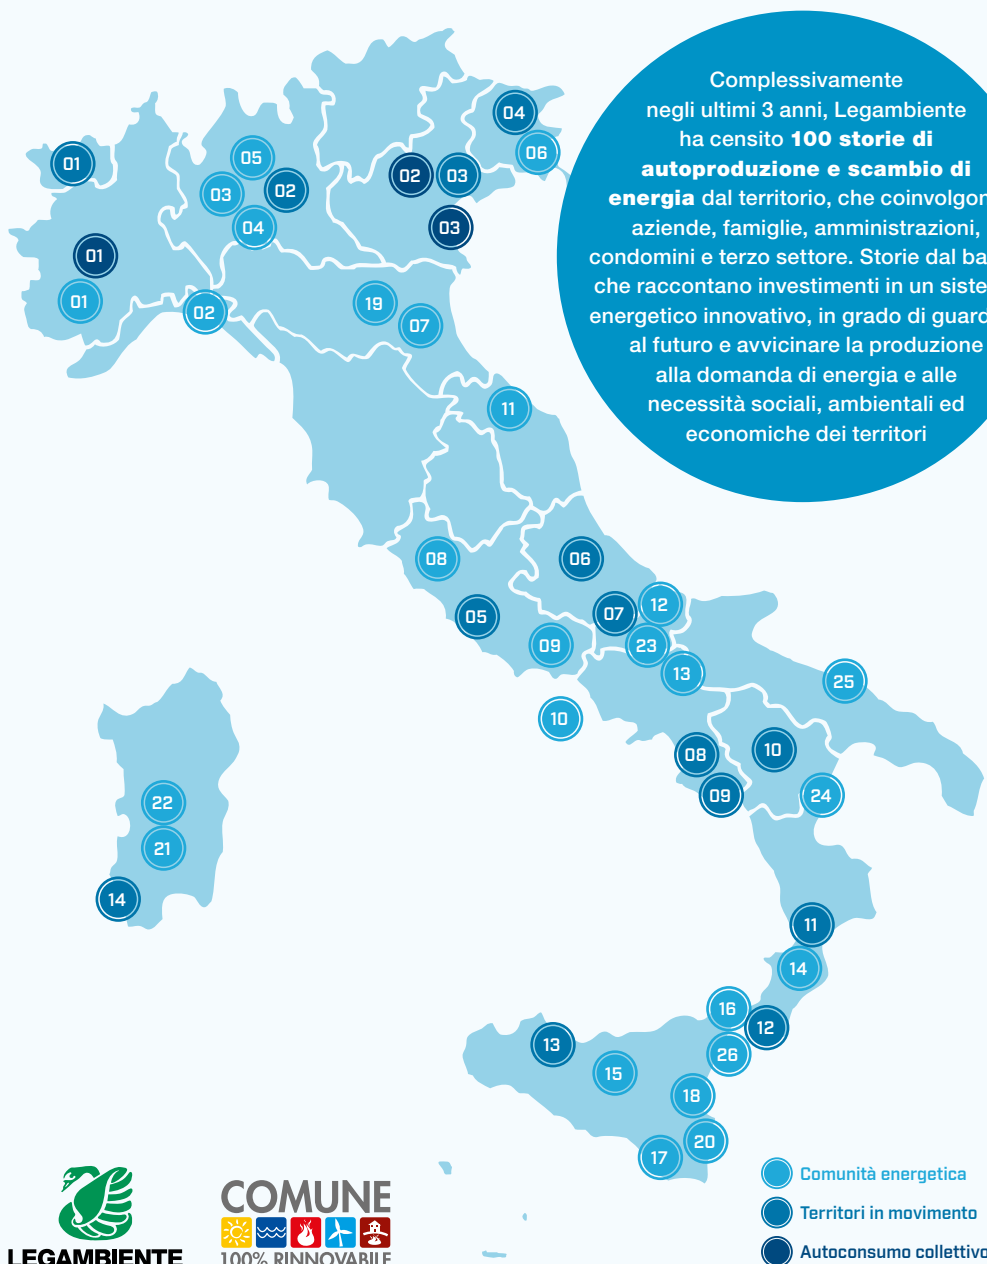 Complessivamente
negli ultimi 3 anni, Legambiente
ha censito 100 storie di
autoproduzione e scambio di
energia dal territorio, che
aziende, famiglie, amministrazioni,
condomini e terzo settore. Storie dal
che raccontano investimenti in un
energetico innovativo, in grado di
al futuro e avvicinare la produzione
alla domanda di energia e alle
necessità sociali, ambientali ed
economiche dei territori
04
06
01
05
02
03
03
02
04
03
01
01
02
19
07
11
08
06
12
07
05
09
23
13
25
10
08
10
09
24
22
21
14
11
14
16
12
13
26
15
18
20
17
Comunità energetica
Territori in movimento
Autoconsumo collettivo
LEGAMBIENTE
COMUNE
100% RINNOVABILE